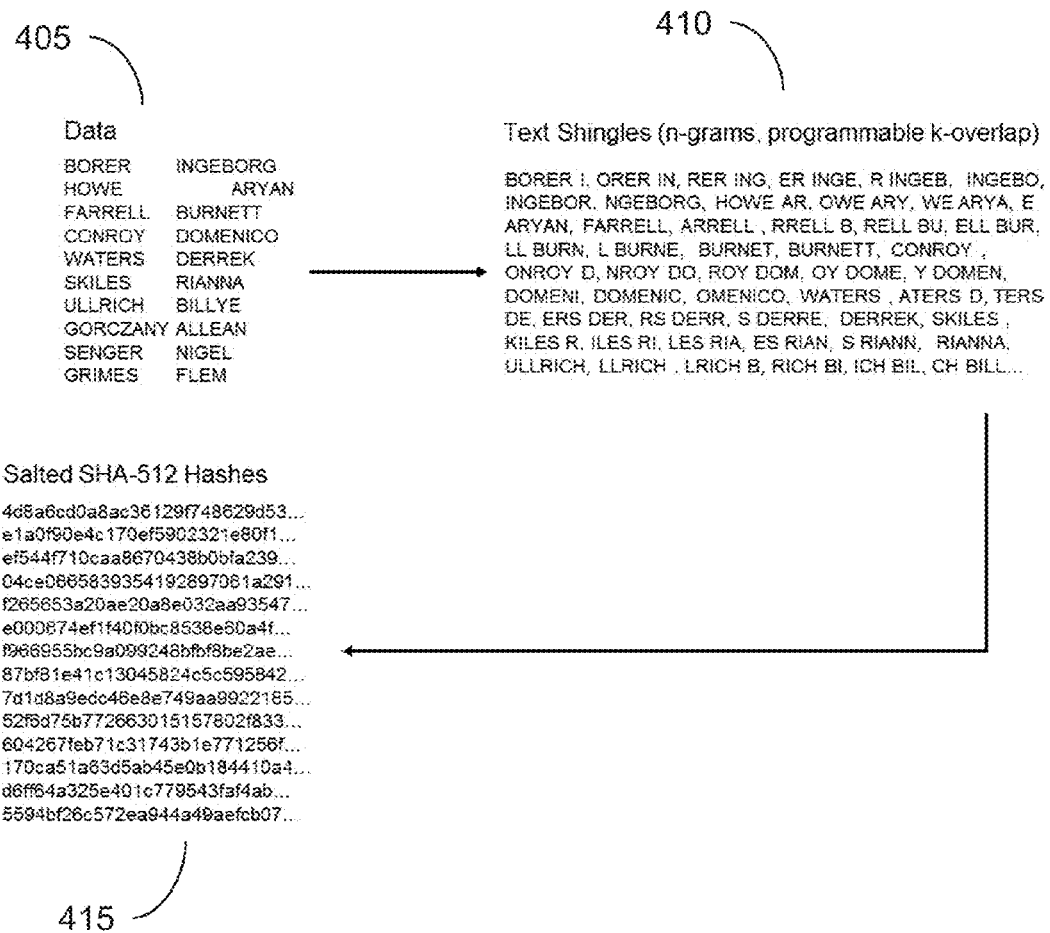 405
410
Data
BORER INGEBORG
HOWE ARYAN
FARRELL BURNETT
CONROY DOMENICO
WATERS DERREK
SKILES RIANNA
ULLRICH BILLYE
GORCZANY ALLEAN
SENGER NIGEL
GRIMES FLEM
Text Shingles (n-grams, programmable k-overlap)
BORER I, ORER IN, RER ING, ER INGE, R INGEB, INGEBO,
INGEBOR, NGEBORG, HOWE AR, OWE ARY, WE ARYA, E
ARYAN, FARRELL, ARRELL , RRELL B, RELL BU, ELL BUR,
LL BURN, L BURNE, BURNET, BURNETT, CONROY ,
ONROY D, NROY DO, ROY DOM, OY DOME, Y DOMEN,
DOMENI, DOMENIC, OMENICO, WATERS , ATERS D, TERS
DE, ERS DER, RS DERR, S DERRE, DERREK, SKILES ,
KILES R, ILES RI, LES RIA, ES RIAN, S RIANN, RIANNA,
ULLRICH, LLRICH , LRICH B, RICH BI, ICH BIL, CH BILL...
Salted SHA-512 Hashes
4d8a6cd0a8ac36129f748629d53...
e1a0f90e4c170ef5902321e80f1...
ef544f710caa8670438b0bfa239...
04ce0665839354192897061a291...
f265653a20ae20a8e032aa93547...
e000674ef1f40f0bc8538e60a4f...
f966955bc9a099248bfbf8be2ae...
87bf81e41c13045824c5c595842...
7d1d8a9edc46e8e749aa9922185...
52f6d75b772663015157802f833...
604267feb71c31743b1e771256f...
170ca51a63d5ab45e0b184410a4...
d6ff64a325e401c779543faf4ab...
5594bf26c572ea944a49aefcb07...
415